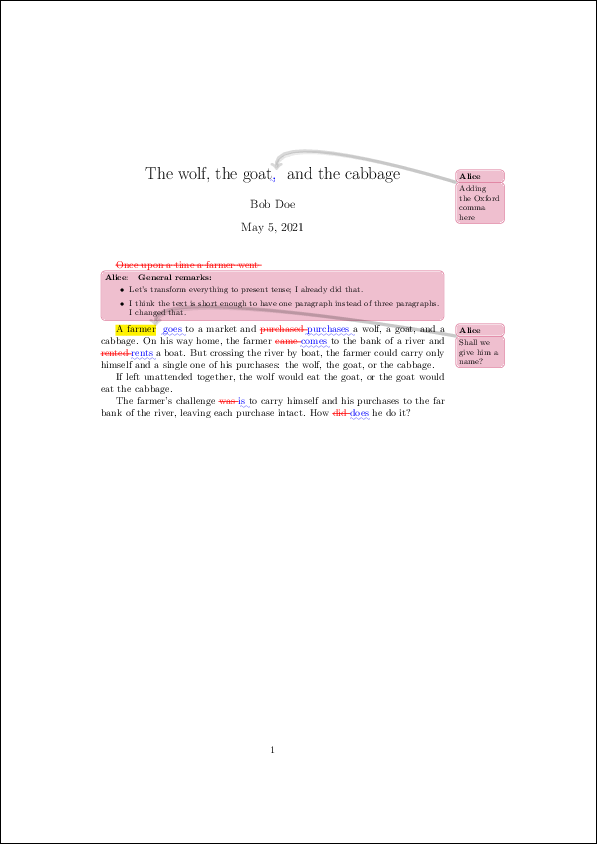 The wolf, the goat, and the cabbage
Alice
Adding
the Oxford
comma
here
Bob Doe
May 5, 2021
Once upon a time a farmer went
Alice: General remarks:
• Let's transform everything to present tense; I already did that.
• I think the text is short enough to have one paragraph instead of three paragraphs.
I changed that.
A farmer goes to a market and purchased purchases a wolf, a goat, and a
cabbage. On his way home, the farmer came comes to the bank of a river and
rented rents a boat. But crossing the river by boat, the farmer could carry only
himself and a single one of his purchases: the wolf, the goat, or the cabbage.
Alice
Shall we
give him a
name?
If left unattended together, the wolf would eat the goat, or the goat would
eat the cabbage.
The farmer's challenge was is to carry himself and his purchases to the far
bank of the river, leaving each purchase intact. How did does he do it?
1